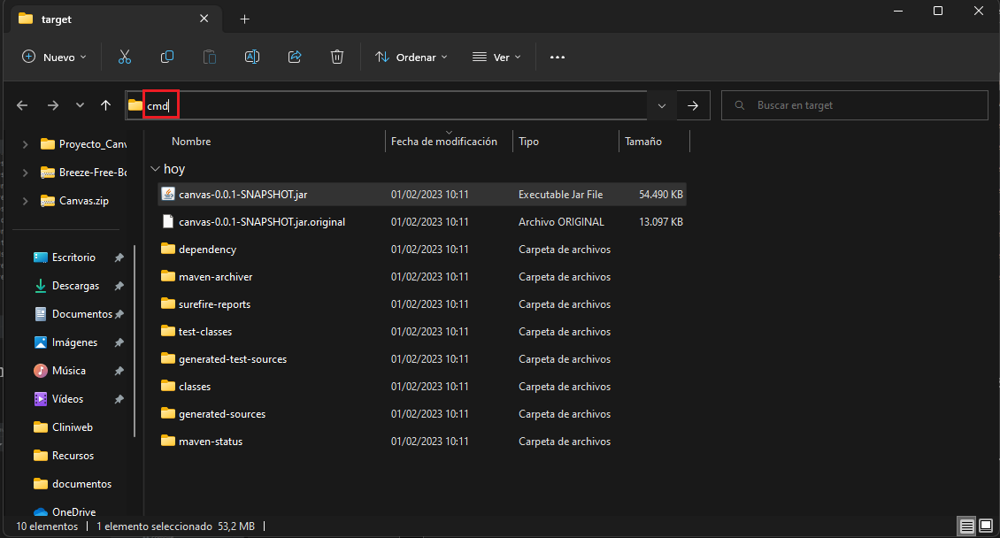 target
Nuevo Ordenar Ver
cmd Buscar en target
Nombre Fecha de modificación Tipo Tamaño
hoy
canvas-0.0.1-SNAPSHOT.jar 01/02/2023 10:11 Executable Jar File 54.490 KB
canvas-0.0.1-SNAPSHOT.jar.original 01/02/2023 10:11 Archivo ORIGINAL 13.097 KB
dependency 01/02/2023 10:11 Carpeta de archivos
maven-archiver 01/02/2023 10:11 Carpeta de archivos
surefire-reports 01/02/2023 10:11 Carpeta de archivos
test-classes 01/02/2023 10:11 Carpeta de archivos
generated-test-sources 01/02/2023 10:11 Carpeta de archivos
classes 01/02/2023 10:11 Carpeta de archivos
generated-sources 01/02/2023 10:11 Carpeta de archivos
maven-status 01/02/2023 10:11 Carpeta de archivos
Proyecto_Canv
Breeze-Free-Bo
Canvas.zip
Escritorio
Descargas
Documentos
Imágenes
Música
Vídeos
Cliniweb
Recursos
documentos
OneDrive
10 elementos 1 elemento seleccionado 53,2 MB